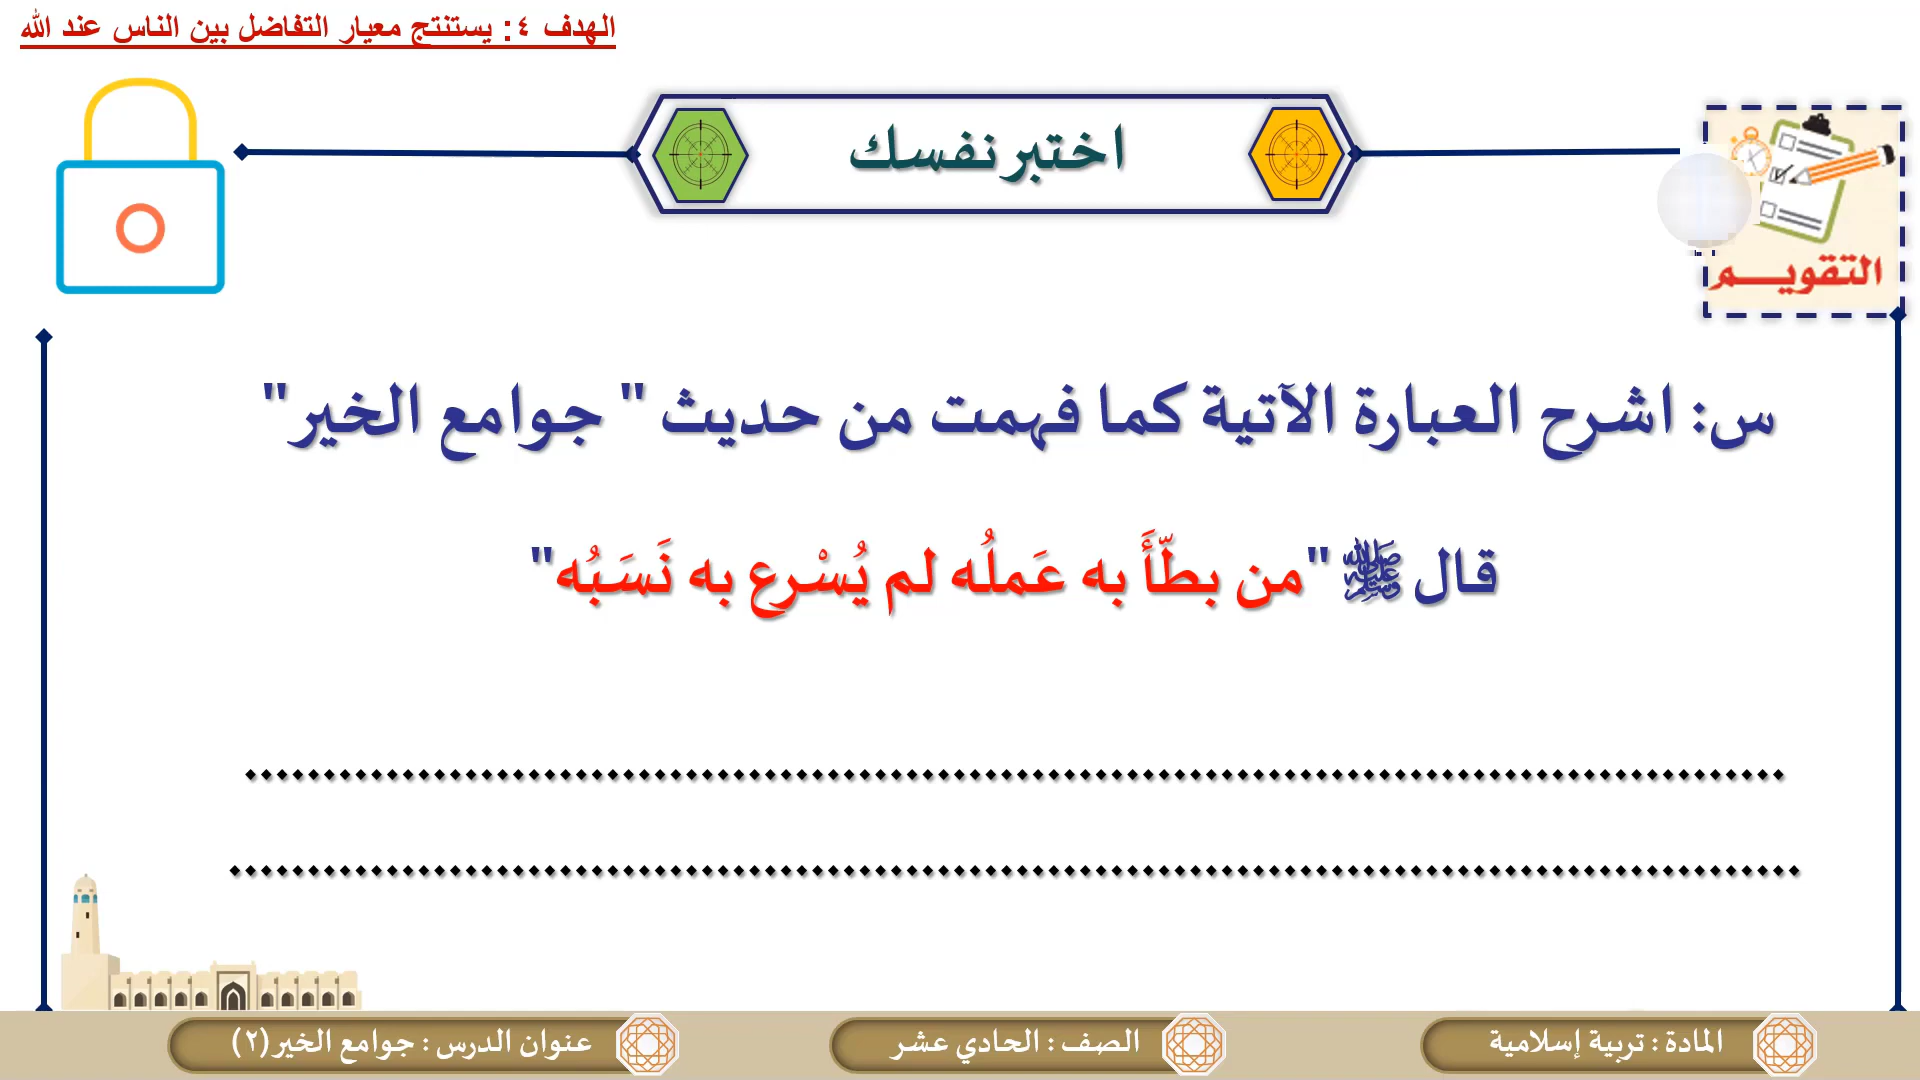 الهدف ٤: يستنتج معيار التفاضل بين الناس عند الله
اختبر نفسك
التقويم
س: اشرح العبارة الآتية كما فهمت من حديث " جوامع الخير"
قال ﷺ "من بطّأَ به عَملُه لم يُسْرع به نَسَبُه"
المادة : تربية إسلامية
الصف : الحادي عشر
عنوان الدرس : جوامع الخير (٢)